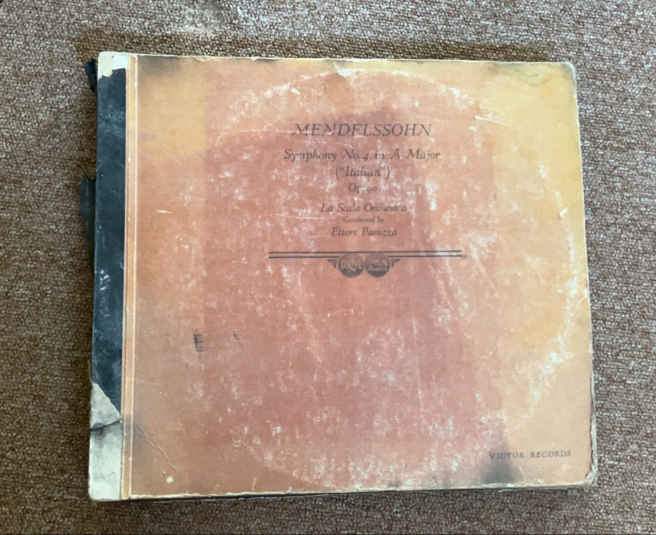 MENDELSSOHN
Symphony No. 4, in A Major
("Italian")
Op. 90
La Scala Orchestra
Conducted by
Ettore Panizza
VICTOR RECORDS